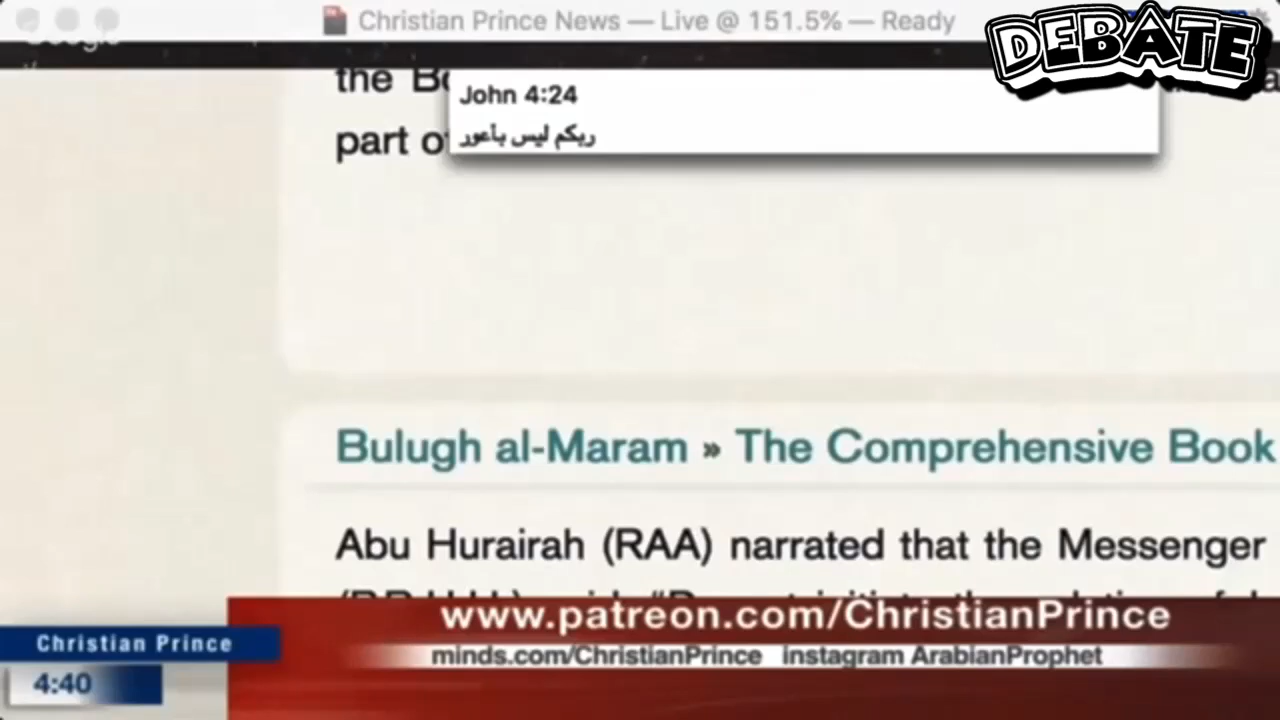 Christian Prince News — Live @ 151.5% — Ready
DEBATE
Google
the Bo
John 4:24
part of
ربكم ليس بأعور
Bulugh al-Maram » The Comprehensive Book
Abu Hurairah (RAA) narrated that the Messenger
www.patreon.com/ChristianPrince
Christian Prince
minds.com/ChristianPrince instagram ArabianProphet
4:40